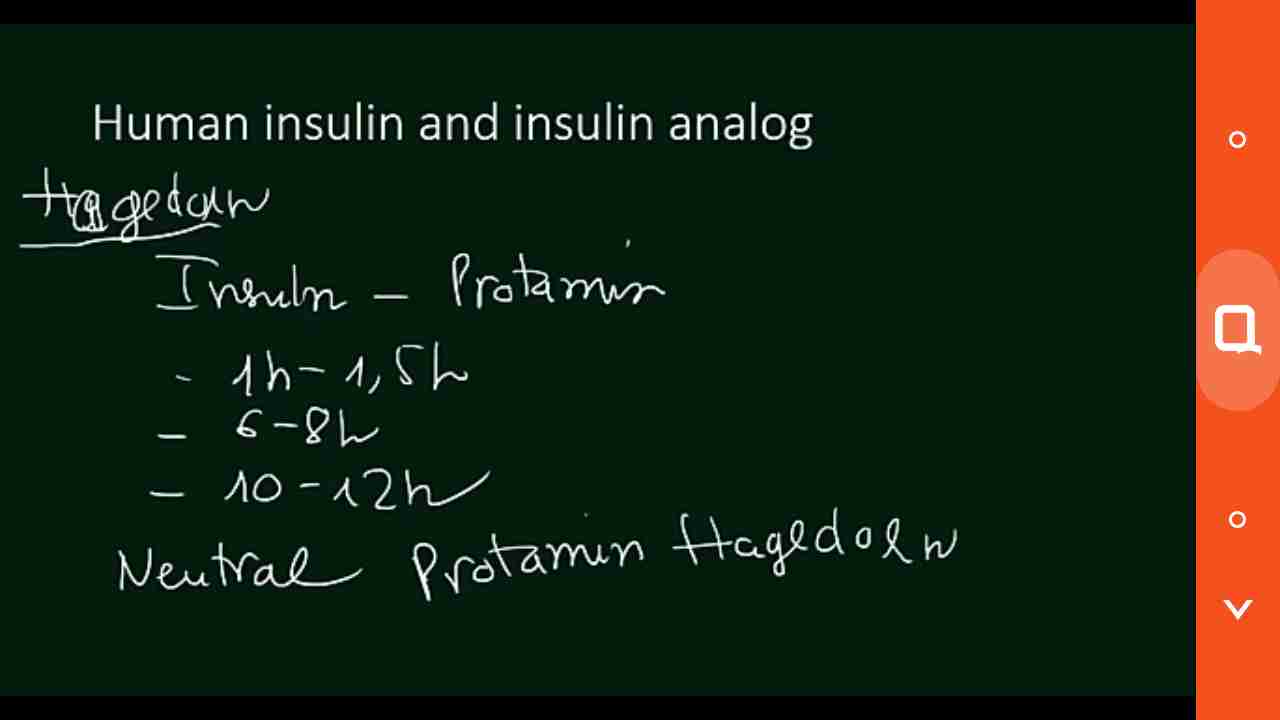 Human insulin and insulin analog
Hagedorn
Insulin - Protamin
- 1h - 1,5h
- 6 - 8h
- 10 - 12h
Neutral Protamin Hagedorn